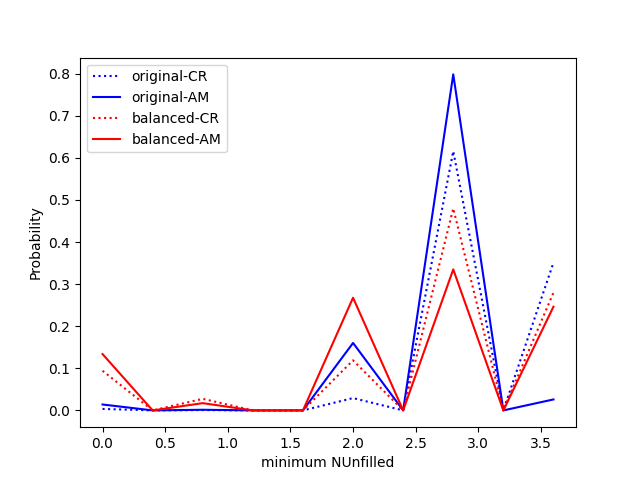 original-CR
original-AM
balanced-CR
balanced-AM
Probability
0.8
0.7
0.6
0.5
0.4
0.3
0.2
0.1
0.0
0.0 0.5 1.0 1.5 2.0 2.5 3.0 3.5
minimum NUnfilled